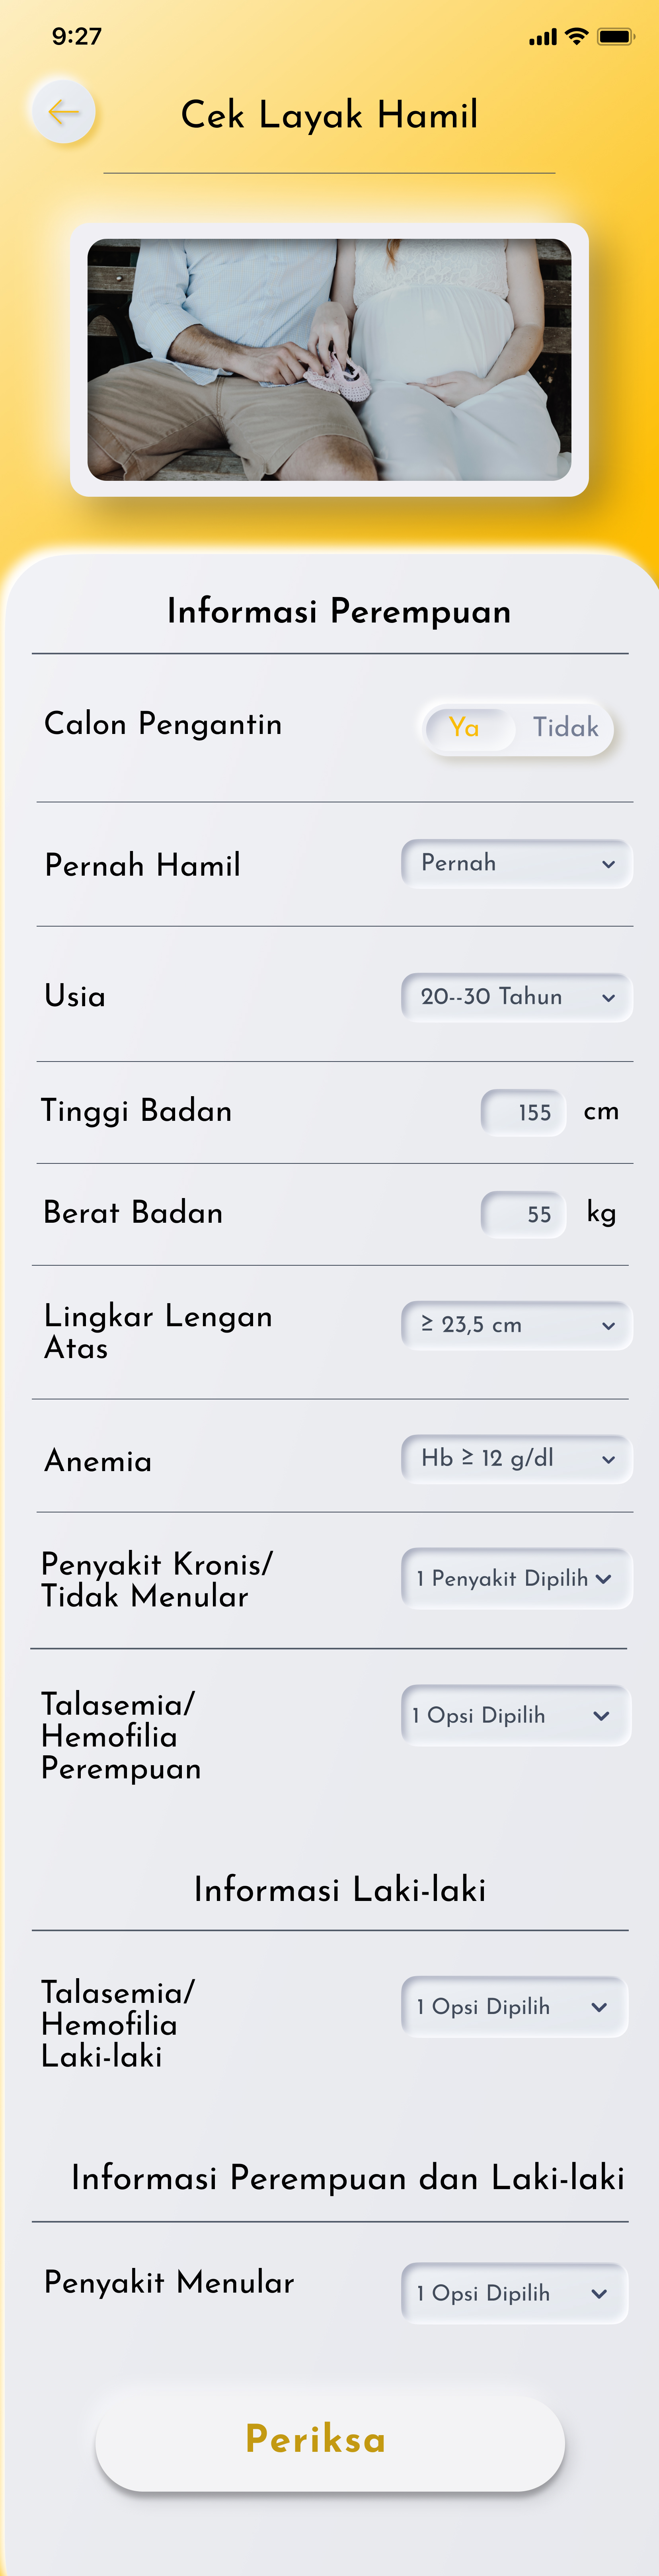 9:27
Cek Layak Hamil
Informasi Perempuan
Calon Pengantin
Ya Tidak
Pernah Hamil
Pernah
Usia
20--30 Tahun
Tinggi Badan
155 cm
Berat Badan
55 kg
Lingkar Lengan
Atas
≥ 23,5 cm
Anemia
Hb ≥ 12 g/dl
Penyakit Kronis/
Tidak Menular
1 Penyakit Dipilih
Talasemia/
Hemofilia
Perempuan
1 Opsi Dipilih
Informasi Laki-laki
Talasemia/
Hemofilia
Laki-laki
1 Opsi Dipilih
Informasi Perempuan dan Laki-laki
Penyakit Menular
1 Opsi Dipilih
Periksa